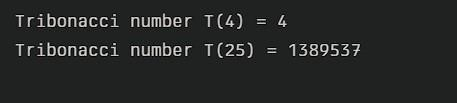 Tribonacci number T(4) = 4
Tribonacci number T(25) = 1389537